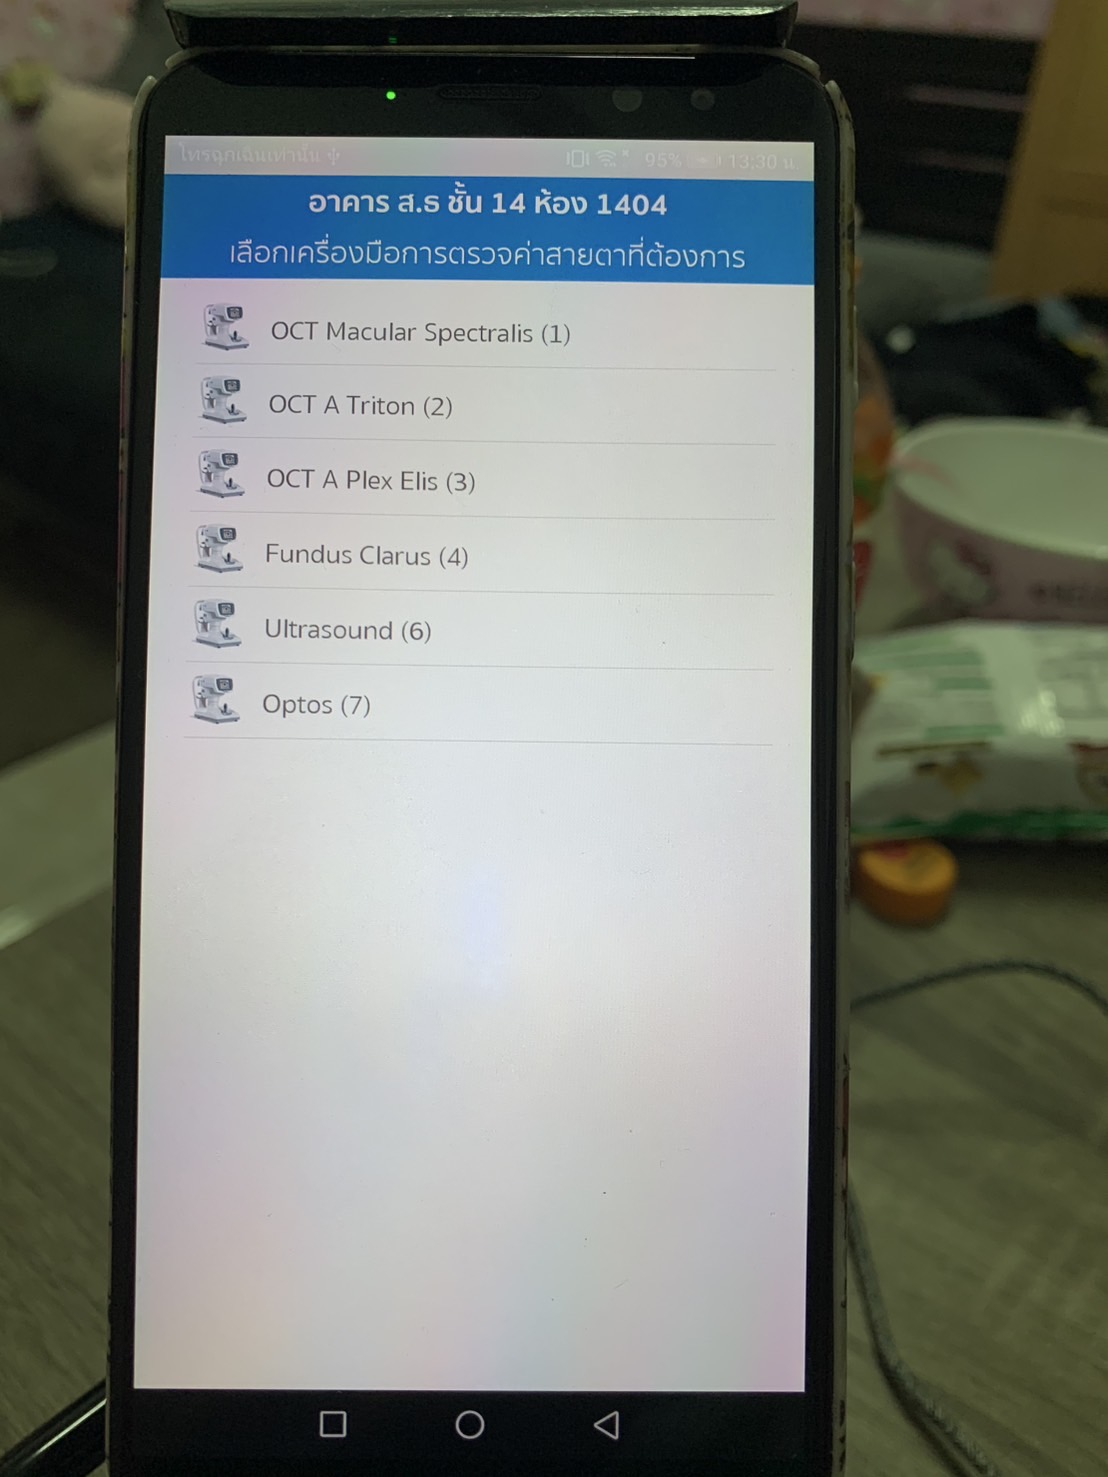 โทรฉุกเฉินเท่านั้น 95% 13:30 น.
อาคาร ส.ธ ชั้น 14 ห้อง 1404
เลือกเครื่องมือการตรวจค่าสายตาที่ต้องการ
OCT Macular Spectralis (1)
OCT A Triton (2)
OCT A Plex Elis (3)
Fundus Clarus (4)
Ultrasound (6)
Optos (7)